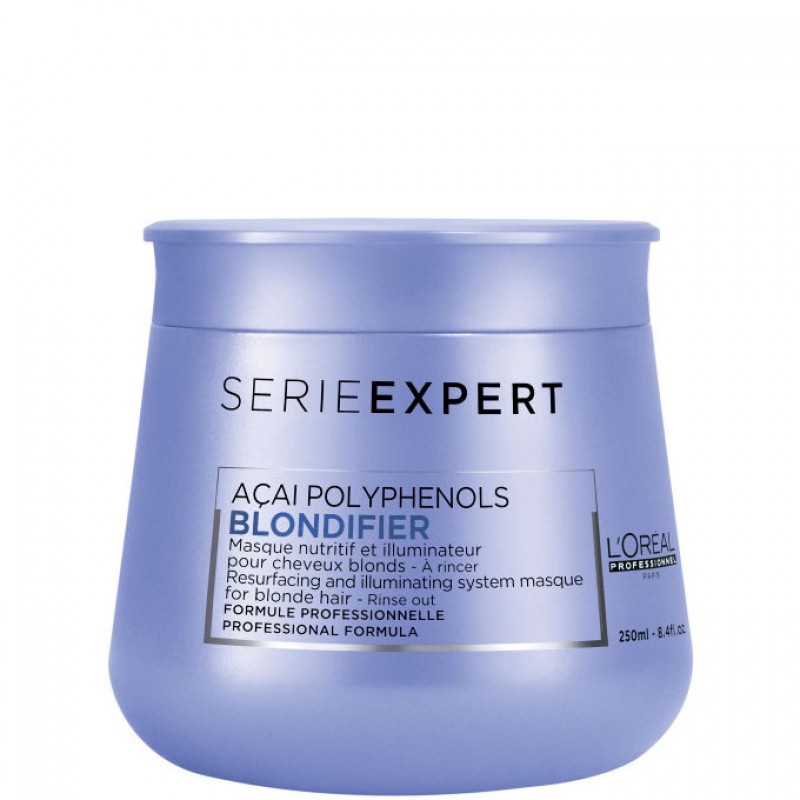 SERIEEXPERT
AÇAI POLYPHENOLS
BLONDIFIER
Masque nutritif et illuminateur
pour cheveux blonds - À rincer
Resurfacing and illuminating system masque
for blonde hair - Rinse out
FORMULE PROFESSIONNELLE
PROFESSIONAL FORMULA
L'ORÉAL
PROFESSIONNEL
PARIS
250ml - 8.4fl.oz